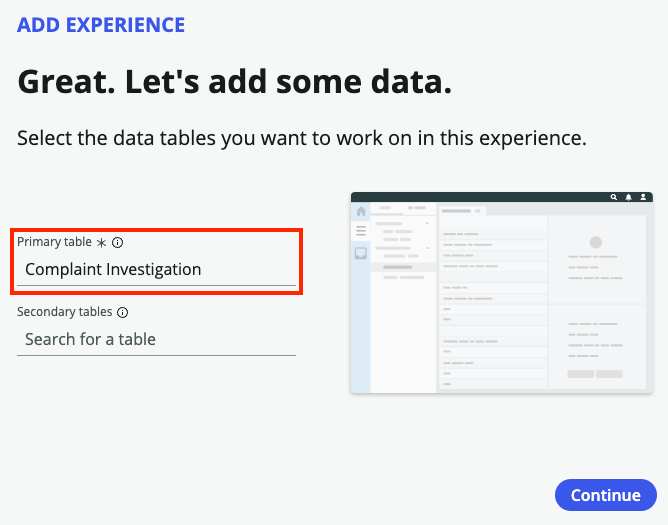 ADD EXPERIENCE
Great. Let's add some data.
Select the data tables you want to work on in this experience.
Primary table
Complaint Investigation
Secondary tables
Search for a table
Continue